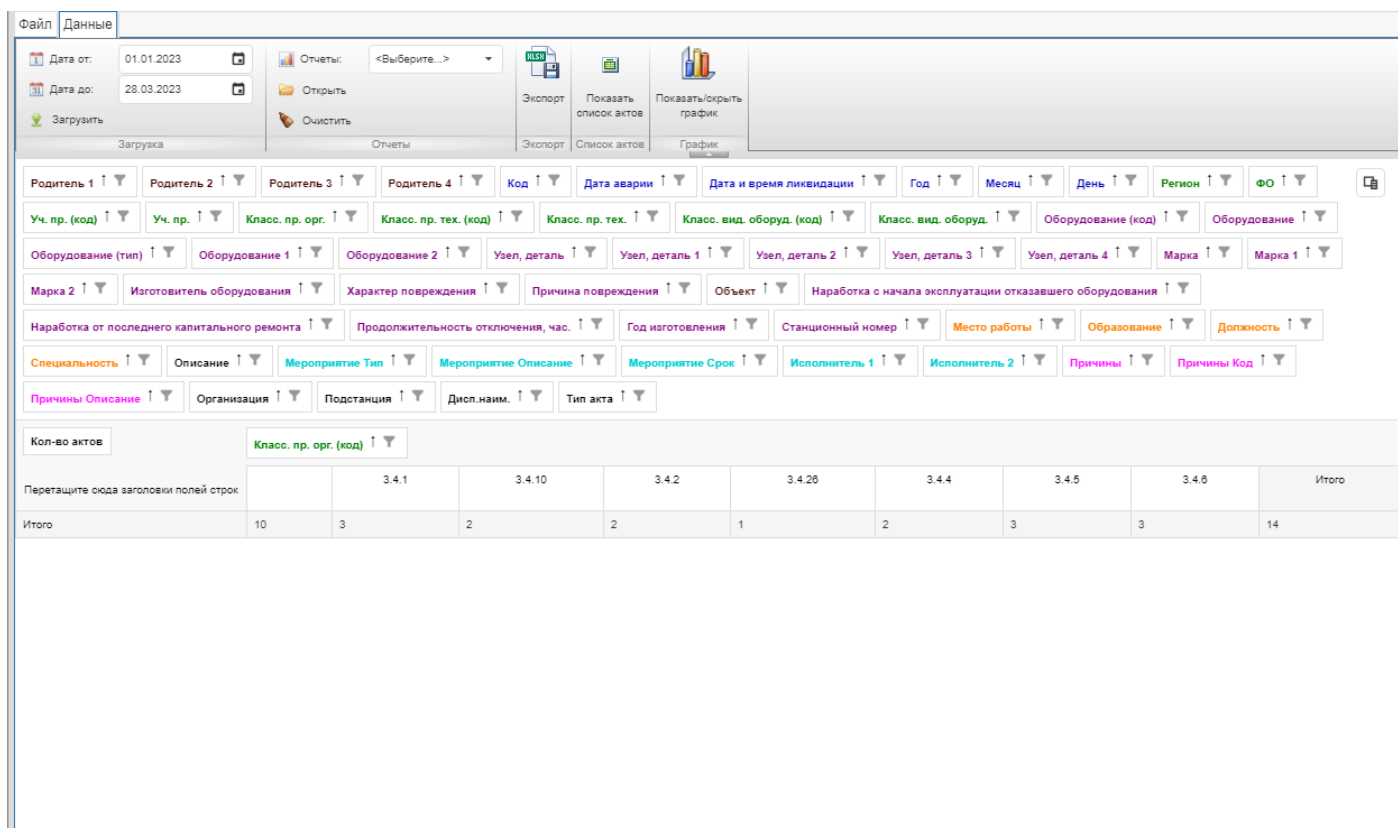 Файл Данные
Дата от: 01.01.2023 Отчеты: <Выберите...>
Дата до: 28.03.2023 Открыть Экспорт Показать список актов Показать/скрыть график
Загрузить Очистить
Загрузка Отчеты Экспорт Список актов График
Родитель 1 Родитель 2 Родитель 3 Родитель 4 Код Дата аварии Дата и время ликвидации Год Месяц День Регион ФО
Уч. пр. (код) Уч. пр. Класс. пр. орг. Класс. пр. тех. (код) Класс. пр. тех. Класс. вид. оборуд. (код) Класс. вид. оборуд. Оборудование (код) Оборудование
Оборудование (тип) Оборудование 1 Оборудование 2 Узел, деталь Узел, деталь 1 Узел, деталь 2 Узел, деталь 3 Узел, деталь 4 Марка Марка 1
Марка 2 Изготовитель оборудования Характер повреждения Причина повреждения Объект Наработка с начала эксплуатации отказавшего оборудования
Наработка от последнего капитального ремонта Продолжительность отключения, час. Год изготовления Станционный номер Место работы Образование Должность
Специальность Описание Мероприятие Тип Мероприятие Описание Мероприятие Срок Исполнитель 1 Исполнитель 2 Причины Причины Код
Причины Описание Организация Подстанция Дисп.наим. Тип акта
Кол-во актов Класс. пр. орг. (код)
Перетащите сюда заголовки полей строк 3.4.1 3.4.10 3.4.2 3.4.26 3.4.4 3.4.5 3.4.6 Итого
Итого 10 3 2 2 1 2 3 3 14